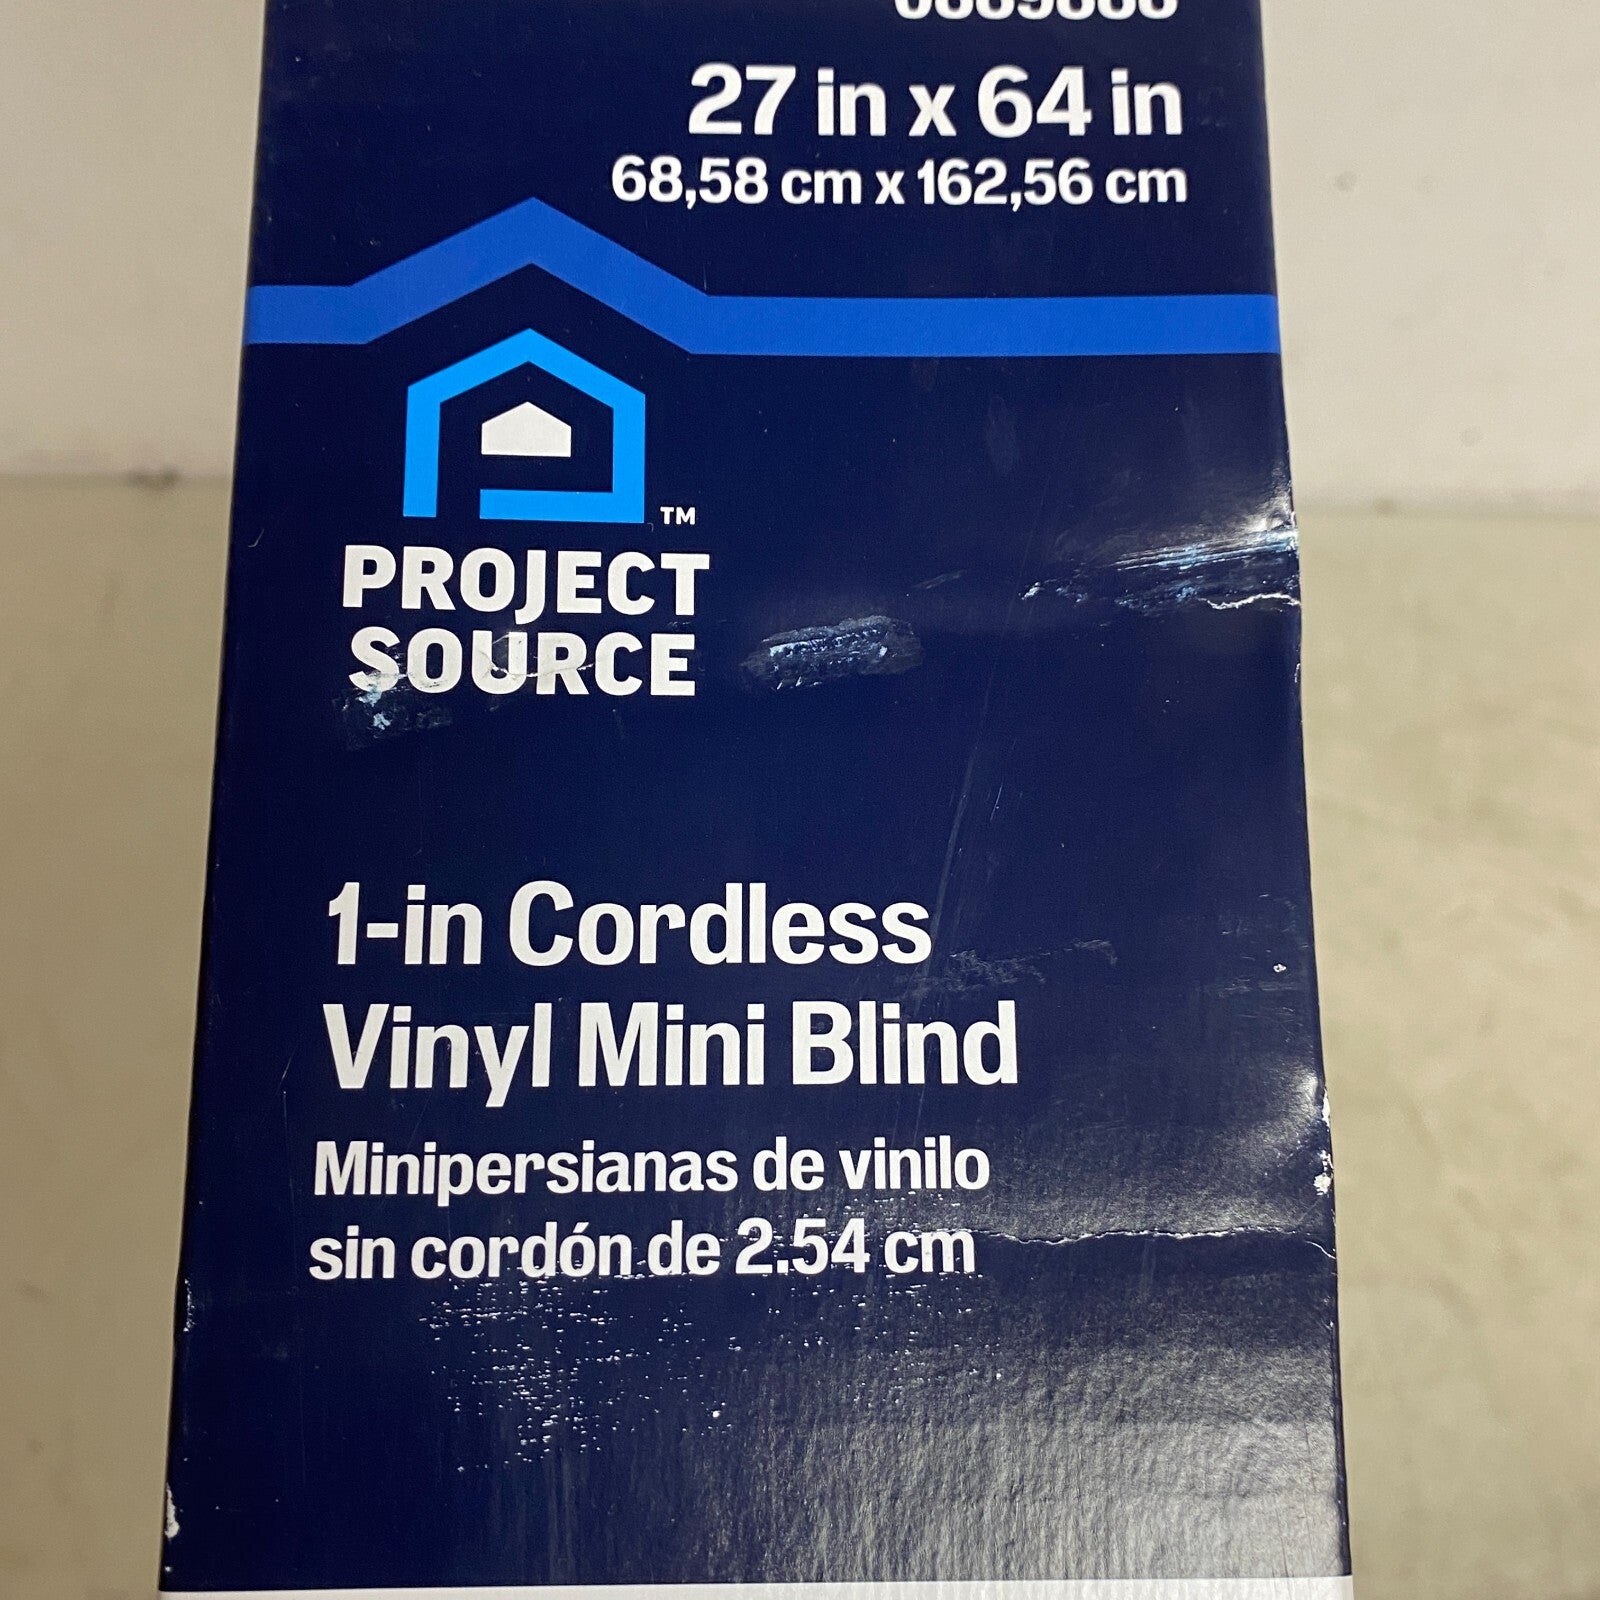 27 in x 64 in
68,58 cm x 162,56 cm
TM
PROJECT
SOURCE
1-in Cordless
Vinyl Mini Blind
Minipersianas de vinilo
sin cordón de 2.54 cm